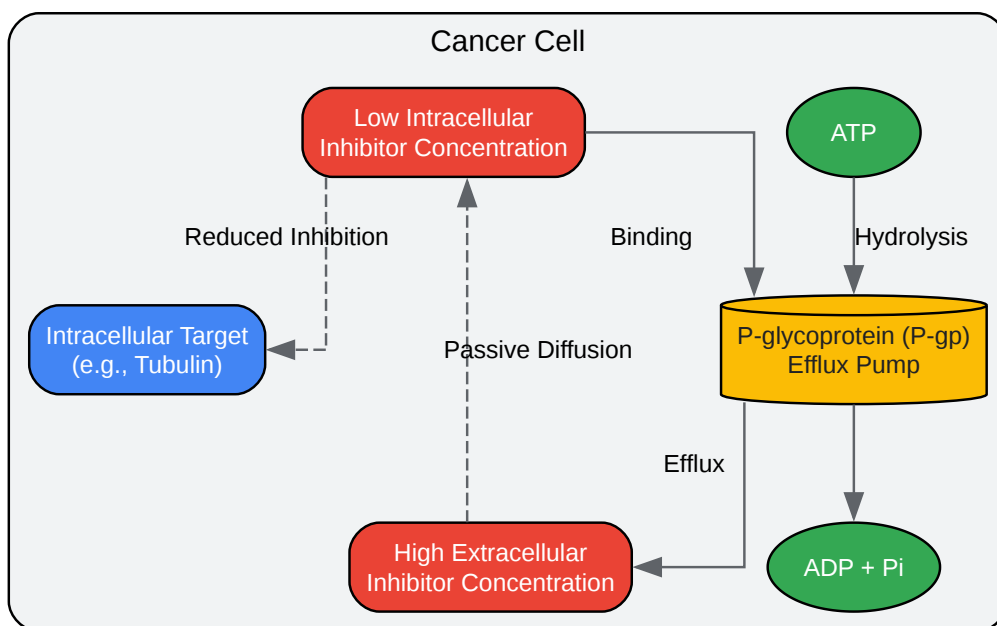 Cancer Cell
Low Intracellular
Inhibitor Concentration
ATP
Reduced Inhibition
Binding
Hydrolysis
Intracellular Target
(e.g., Tubulin)
Passive Diffusion
P-glycoprotein (P-gp)
Efflux Pump
Efflux
High Extracellular
Inhibitor Concentration
ADP + Pi